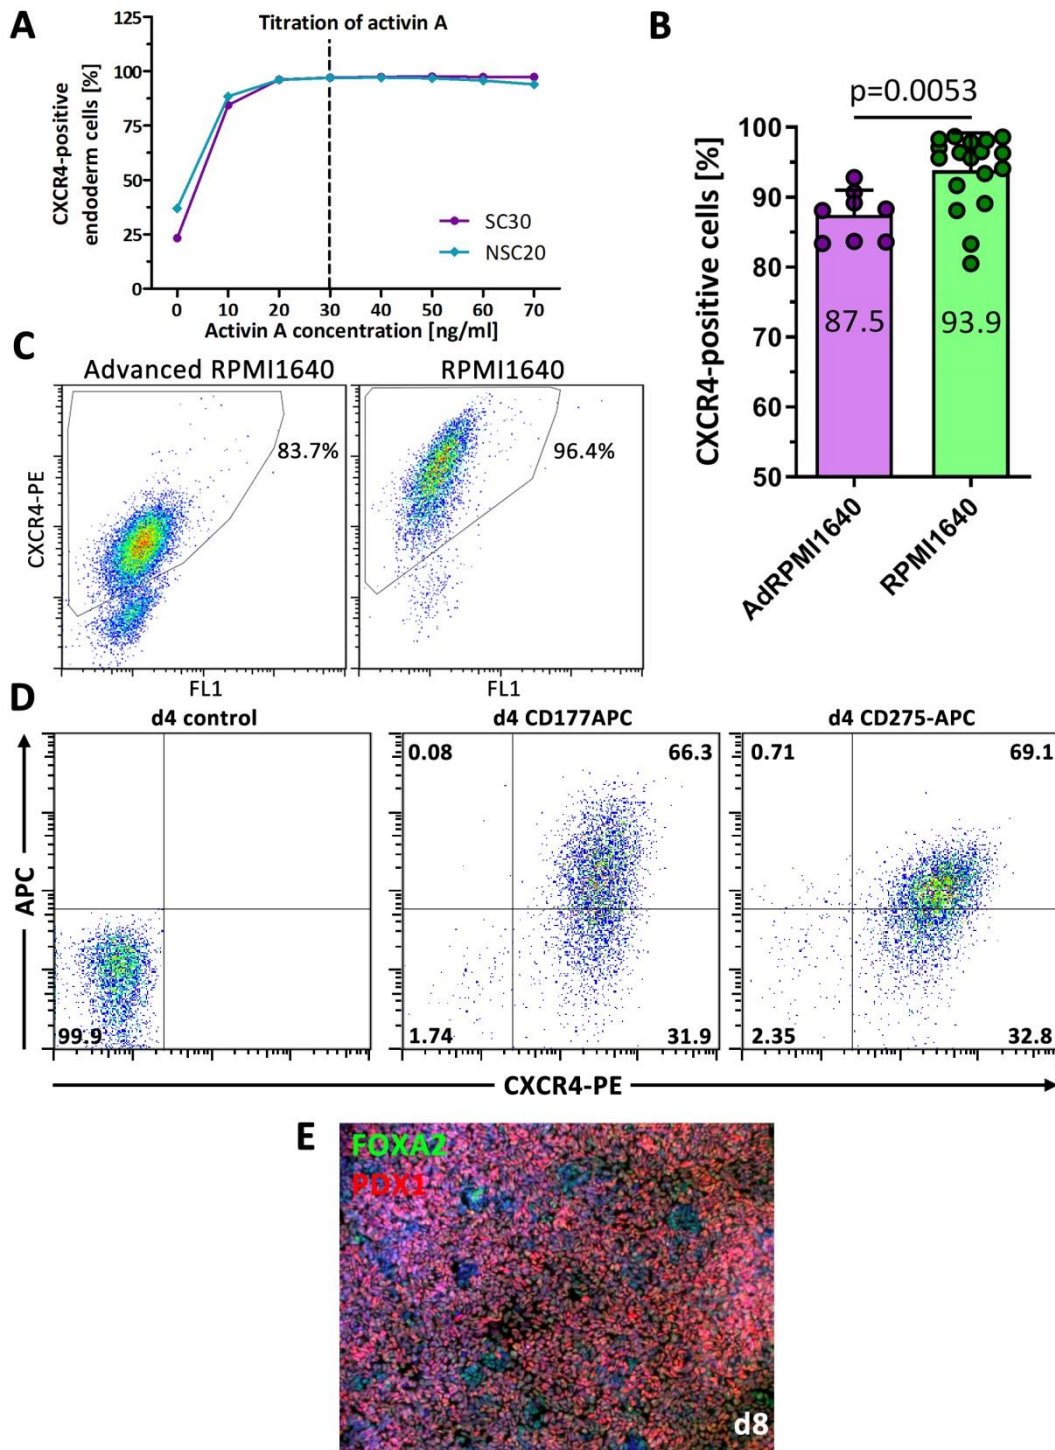 A
Titration of activin A
CXCR4-positive
endoderm cells [%]
125
100
75
50
25
0
SC30
NSC20
0 10 20 30 40 50 60 70
Activin A concentration [ng/ml]
B
p=0.0053
CXCR4-positive cells [%]
100
90
80
70
60
50
87.5
93.9
AdRPMI1640
RPMI1640
C
Advanced RPMI1640
RPMI1640
83.7%
96.4%
CXCR4-PE
FL1
FL1
D
d4 control
d4 CD177APC
d4 CD275-APC
APC
99.9
0.08
66.3
1.74
31.9
0.71
69.1
2.35
32.8
CXCR4-PE
E
FOXA2
PDX1
d8